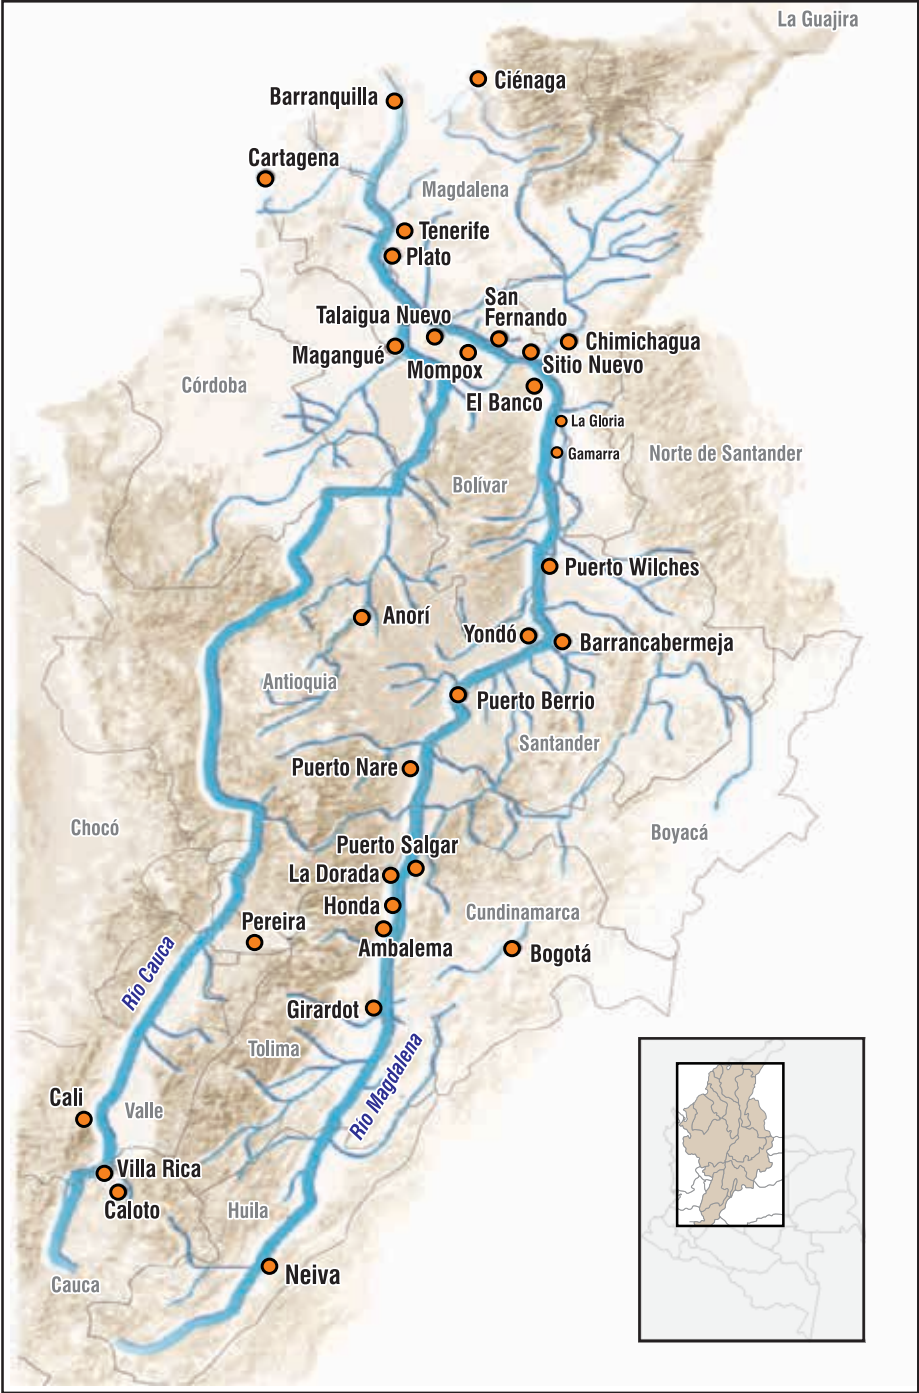 La Guajira
Ciénaga
Barranquilla
Cartagena
Magdalena
Tenerife
Plato
San
Fernando
Talaigua Nuevo
Chimichagua
Magangué
Sitio Nuevo
Mompox
Córdoba
El Banco
La Gloria
Gamarra
Norte de Santander
Bolívar
Puerto Wilches
Anorí
Yondó
Barrancabermeja
Antioquia
Puerto Berrio
Santander
Puerto Nare
Chocó
Boyacá
Puerto Salgar
La Dorada
Honda
Cundinamarca
Pereira
Ambalema
Bogotá
Río Cauca
Girardot
Tolima
Río Magdalena
Cali
Valle
Villa Rica
Caloto
Huila
Neiva
Cauca